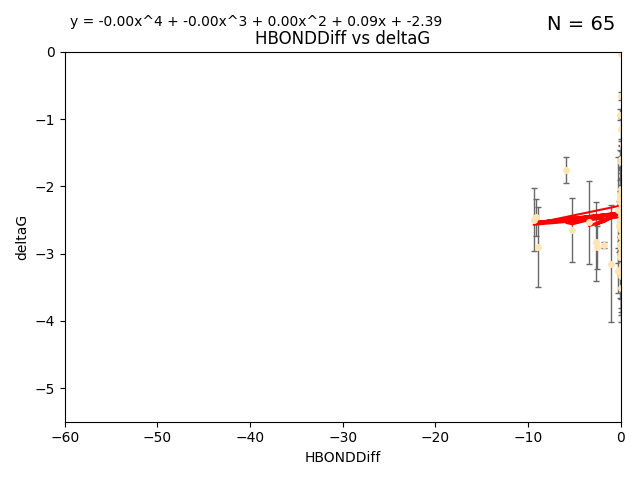 y = -0.00x^4 + -0.00x^3 + 0.00x^2 + 0.09x + -2.39
N = 65
HBONDDiff vs deltaG
0
−1
−2
−3
−4
−5
deltaG
−60 −50 −40 −30 −20 −10 0
HBONDDiff